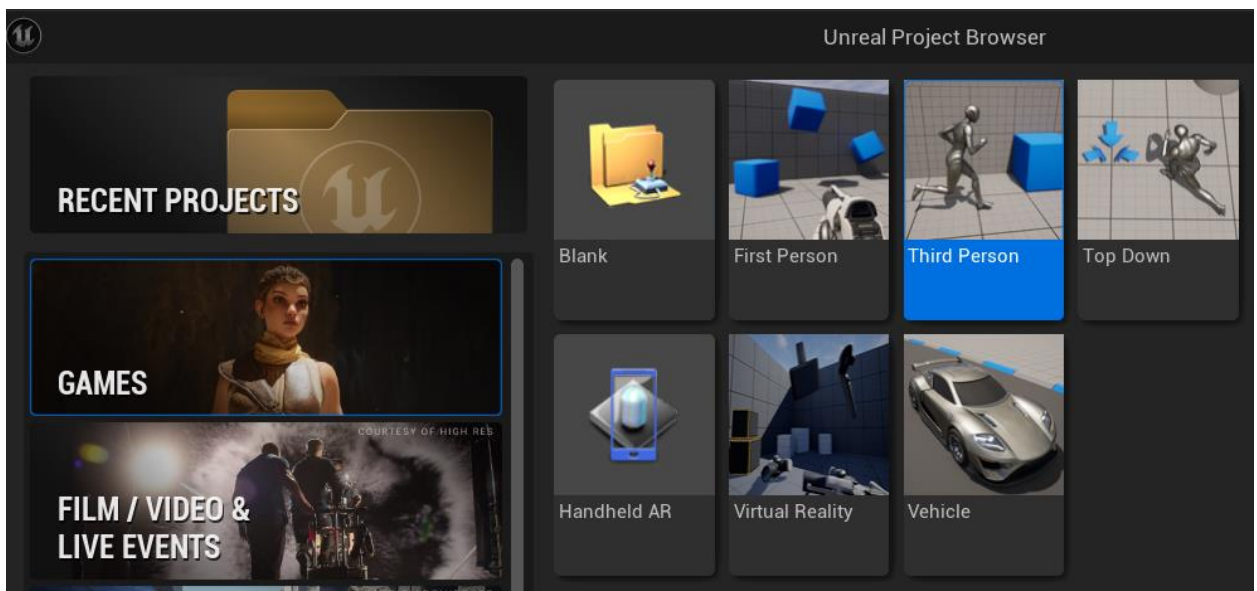 Unreal Project Browser
RECENT PROJECTS
GAMES
COURTESY OF HIGH RES
FILM / VIDEO &
LIVE EVENTS
Blank
First Person
Third Person
Top Down
Handheld AR
Virtual Reality
Vehicle